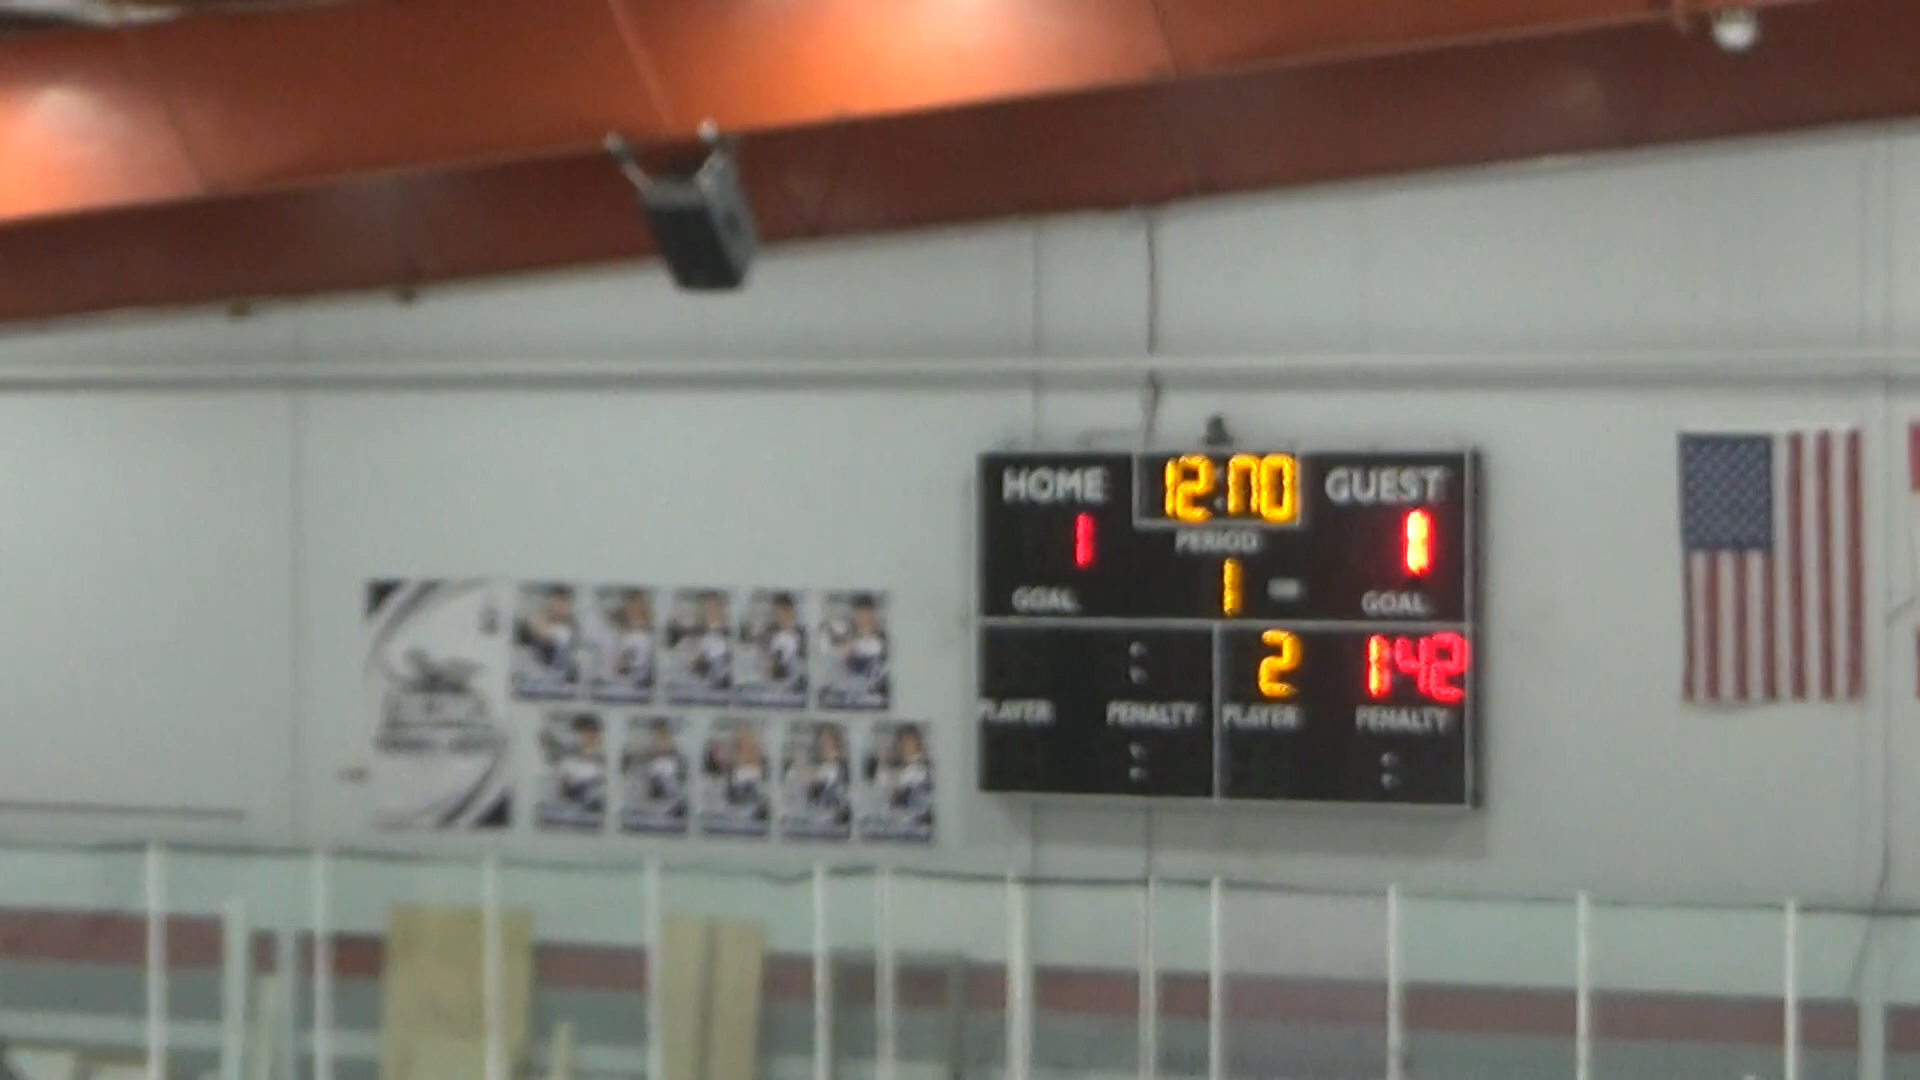 HOME 12:00 GUEST
1 PERIOD 1
GOAL 1 GOAL
2 1:42
PLAYER PENALTY PLAYER PENALTY